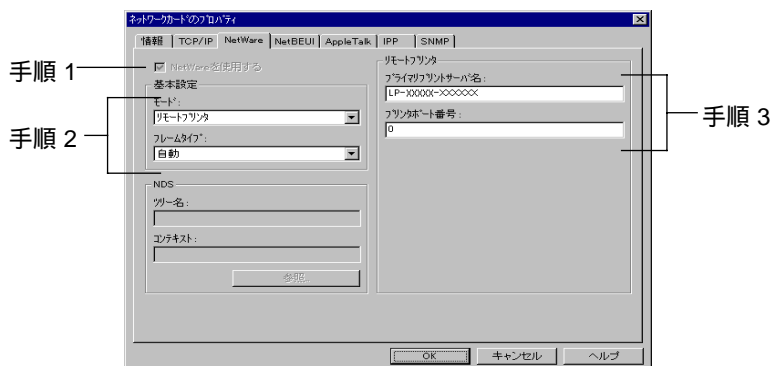 ネットワークカードのプロパティ
情報 TCP/IP NetWare NetBEUI AppleTalk IPP SNMP
手順 1
NetWareを使用する
基本設定
手順 2
モード:
リモートプリンタ
フレームタイプ:
自動
NDS
ツリー名:
コンテキスト:
参照...
リモートプリンタ
プライマリプリントサーバ名:
LP-XXXXX-XXXXXX
プリンタポート番号:
0
手順 3
OK キャンセル ヘルプ